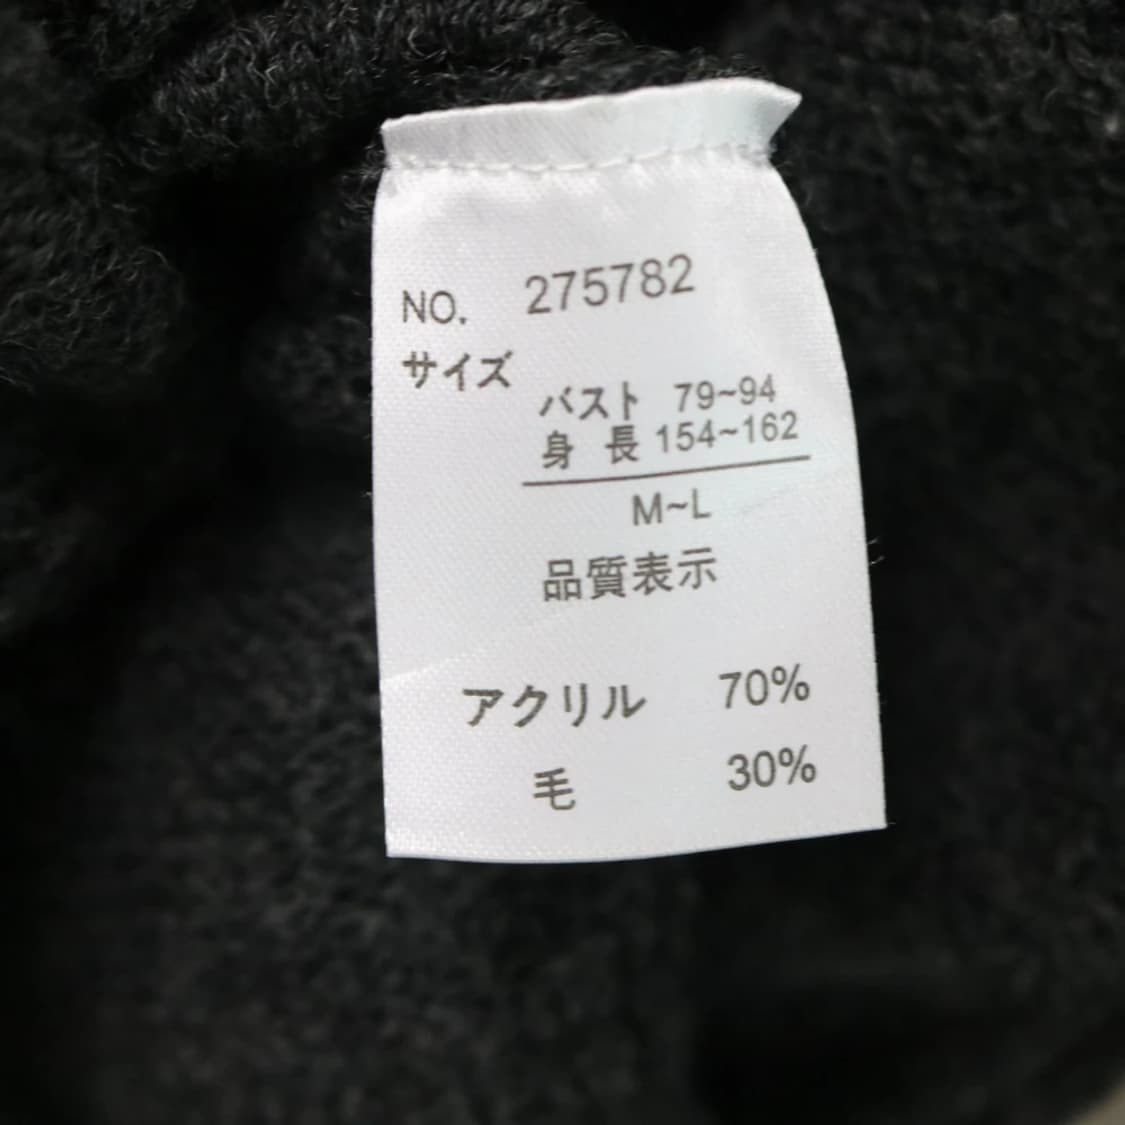 NO. 275782
サイズ
バスト 79~94
身長 154~162
M~L
品質表示
アクリル 70%
毛 30%